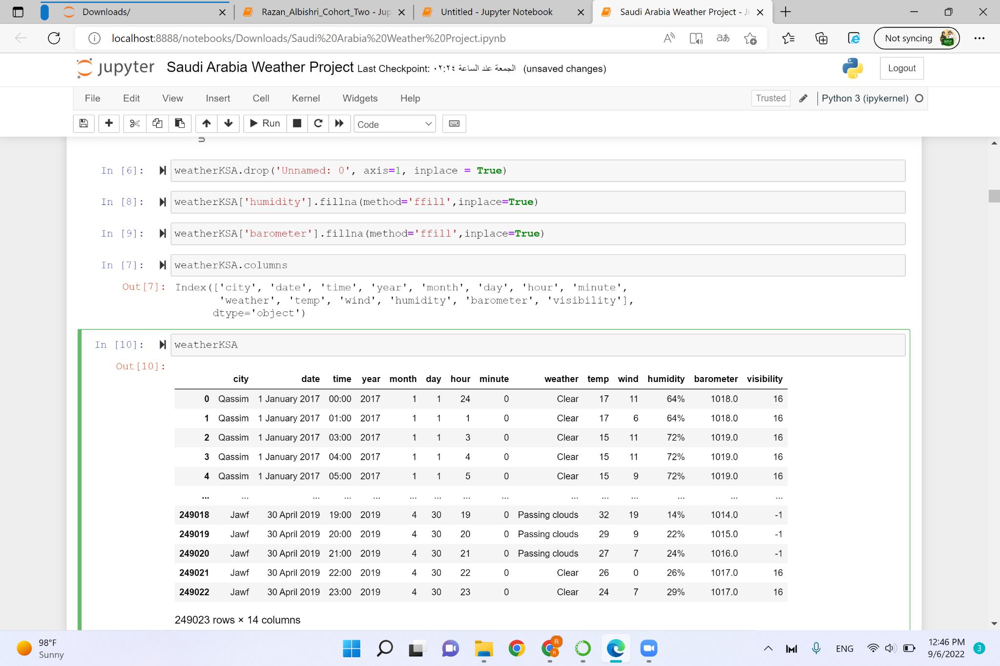 Downloads/
Razan_Albishri_Cohort_Two - Jup
Untitled - Jupyter Notebook
Saudi Arabia Weather Project - Ju
localhost:8888/notebooks/Downloads/Saudi%20Arabia%20Weather%20Project.ipynb
Not syncing
jupyter Saudi Arabia Weather Project Last Checkpoint: الجمعة عند الساعة ٠٢:٢٤ (unsaved changes)
Logout
File Edit View Insert Cell Kernel Widgets Help
Trusted
Python 3 (ipykernel)
Run
Code
In [6]: weatherKSA.drop('Unnamed: 0', axis=1, inplace = True)
In [8]: weatherKSA['humidity'].fillna(method='ffill',inplace=True)
In [9]: weatherKSA['barometer'].fillna(method='ffill',inplace=True)
In [7]: weatherKSA.columns
Out[7]: Index(['city', 'date', 'time', 'year', 'month', 'day', 'hour', 'minute',
'weather', 'temp', 'wind', 'humidity', 'barometer', 'visibility'],
dtype='object')
In [10]: weatherKSA
Out[10]:
city date time year month day hour minute weather temp wind humidity barometer visibility
0 Qassim 1 January 2017 00:00 2017 1 1 24 0 Clear 17 11 64% 1018.0 16
1 Qassim 1 January 2017 01:00 2017 1 1 1 0 Clear 17 6 64% 1018.0 16
2 Qassim 1 January 2017 03:00 2017 1 1 3 0 Clear 15 11 72% 1019.0 16
3 Qassim 1 January 2017 04:00 2017 1 1 4 0 Clear 15 11 72% 1019.0 16
4 Qassim 1 January 2017 05:00 2017 1 1 5 0 Clear 15 9 72% 1019.0 16
... ... ... ... ... ... ... ... ... ... ... ... ... ... ...
249018 Jawf 30 April 2019 19:00 2019 4 30 19 0 Passing clouds 32 19 14% 1014.0 -1
249019 Jawf 30 April 2019 20:00 2019 4 30 20 0 Passing clouds 29 9 22% 1015.0 -1
249020 Jawf 30 April 2019 21:00 2019 4 30 21 0 Passing clouds 27 7 24% 1016.0 -1
249021 Jawf 30 April 2019 22:00 2019 4 30 22 0 Clear 26 0 26% 1017.0 16
249022 Jawf 30 April 2019 23:00 2019 4 30 23 0 Clear 24 7 29% 1017.0 16
249023 rows × 14 columns
98°F
Sunny
R
R
ENG
12:46 PM
9/6/2022
3